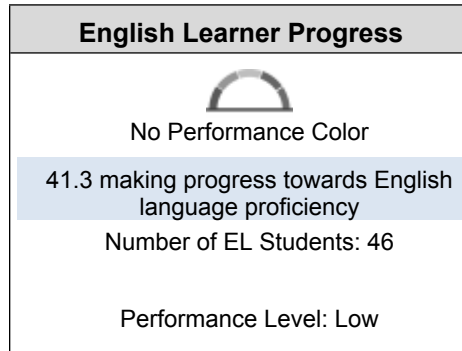 English Learner Progress
No Performance Color
41.3 making progress towards English
language proficiency
Number of EL Students: 46
Performance Level: Low